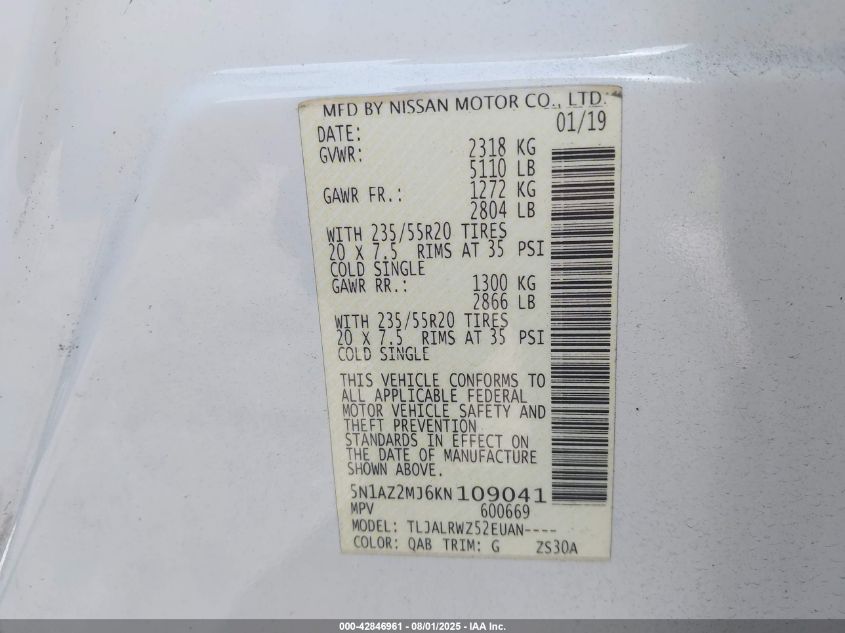 MFD BY NISSAN MOTOR CO., LTD.
DATE: 01/19
GVWR: 2318 KG
5110 LB
GAWR FR.: 1272 KG
2804 LB
WITH 235/55R20 TIRES
20 X 7.5 RIMS AT 35 PSI
COLD SINGLE
GAWR RR.: 1300 KG
2866 LB
WITH 235/55R20 TIRES
20 X 7.5 RIMS AT 35 PSI
COLD SINGLE
THIS VEHICLE CONFORMS TO
ALL APPLICABLE FEDERAL
MOTOR VEHICLE SAFETY AND
THEFT PREVENTION
STANDARDS IN EFFECT ON
THE DATE OF MANUFACTURE
SHOWN ABOVE.
5N1AZ2MJ6KN109041
MPV 600669
MODEL: TLJALRWZ52EUAN----
COLOR: QAB TRIM: G ZS30A
000-42846961 - 08/01/2025 - IAA Inc.